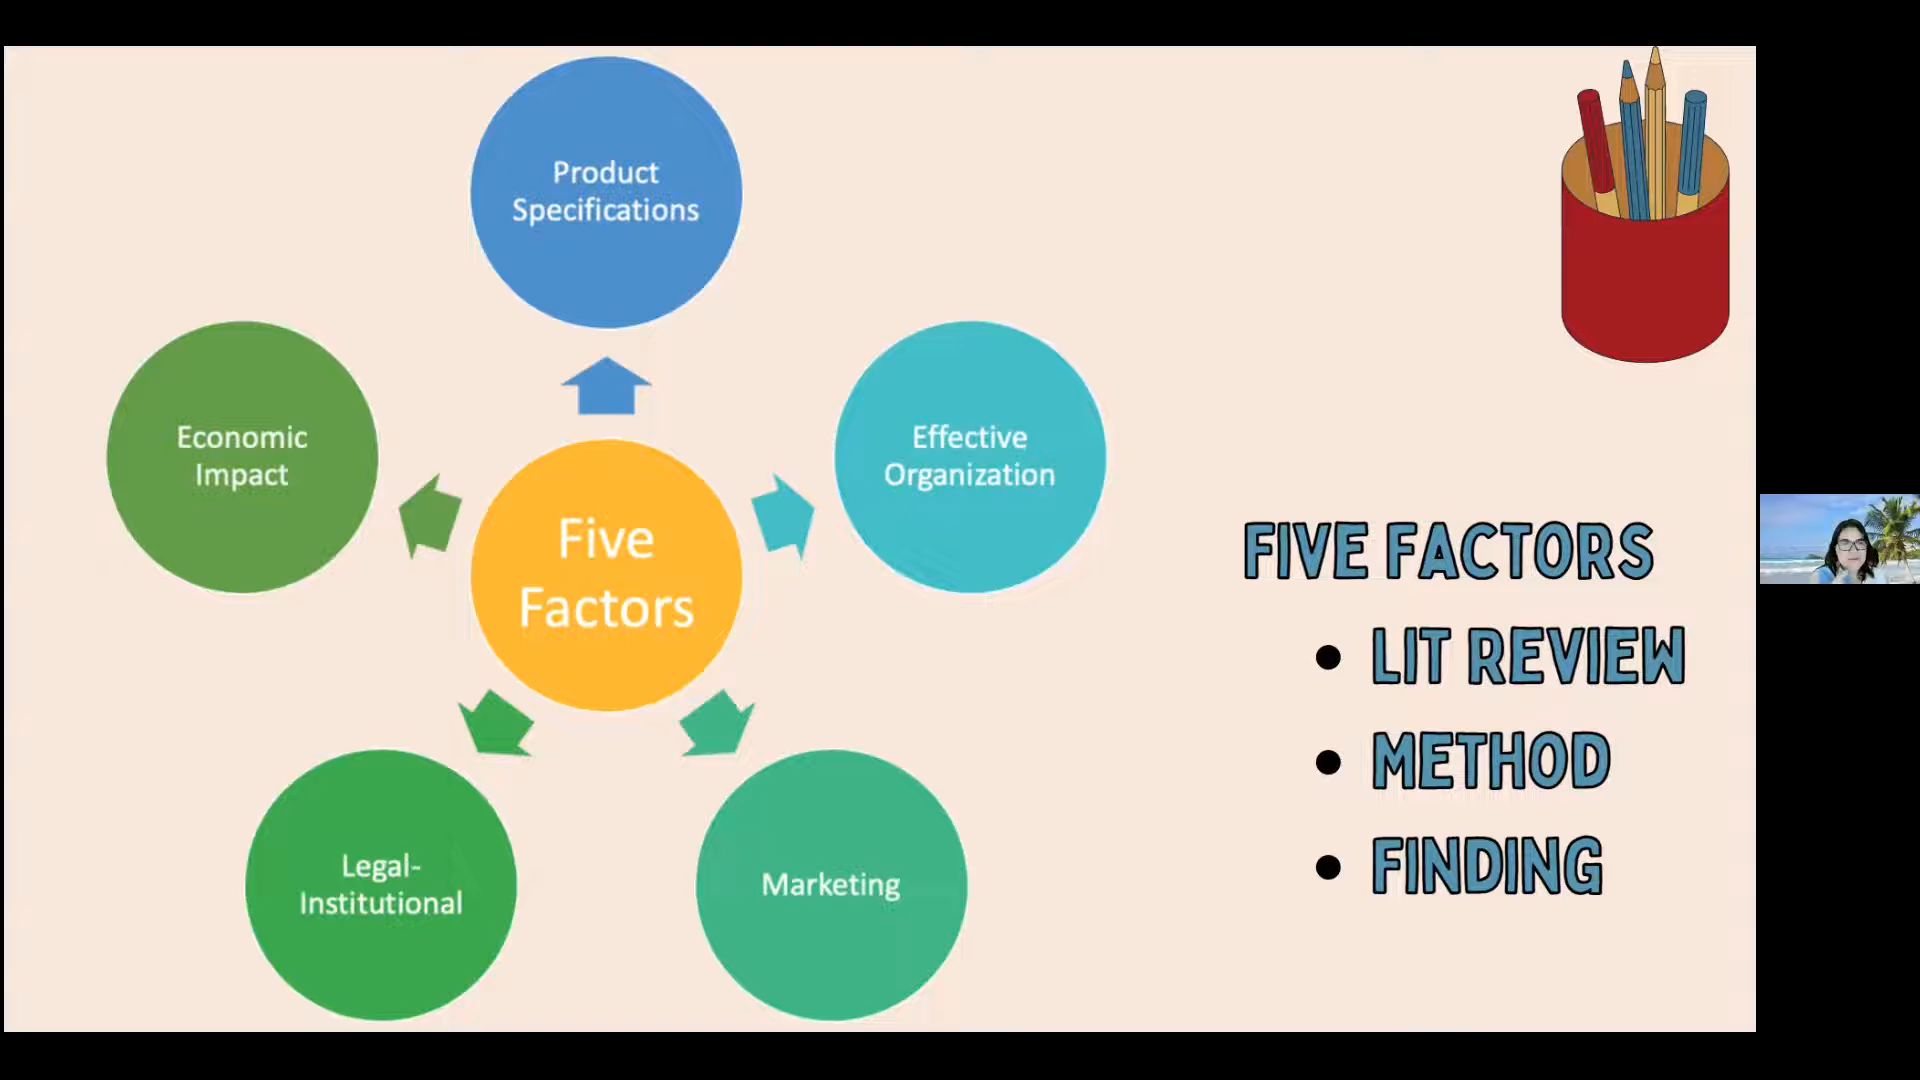 Product
Specifications
Economic
Impact
Effective
Organization
Five
Factors
Legal-
Institutional
Marketing
FIVE FACTORS
• LIT REVIEW
• METHOD
• FINDING